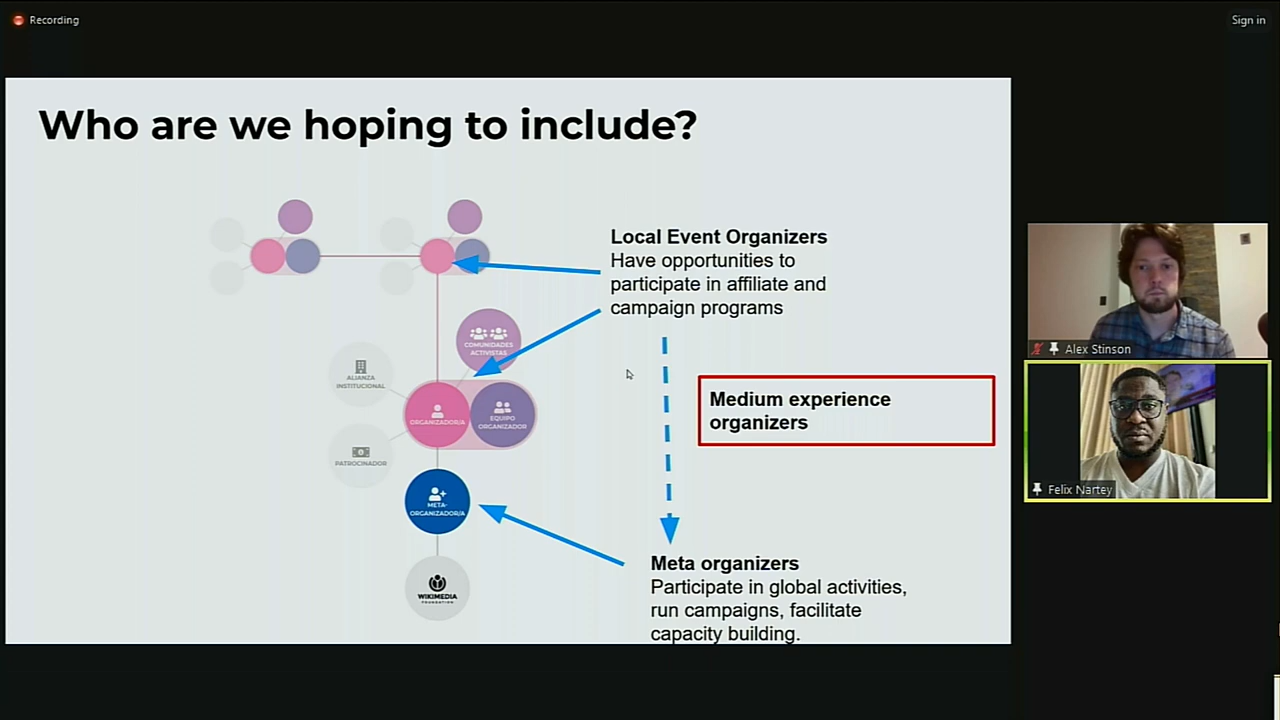 Recording
Sign in
Who are we hoping to include?
Local Event Organizers
Have opportunities to
participate in affiliate and
campaign programs
COMUNIDADES
ACTIVISTAS
ALIANZA
INSTITUCIONAL
ORGANIZADOR/A
EQUIPO
ORGANIZADOR
PATROCINADOR
Medium experience
organizers
META-
ORGANIZADOR/A
WIKIMEDIA
FOUNDATION
Meta organizers
Participate in global activities,
run campaigns, facilitate
capacity building.
Alex Stinson
Felix Nartey